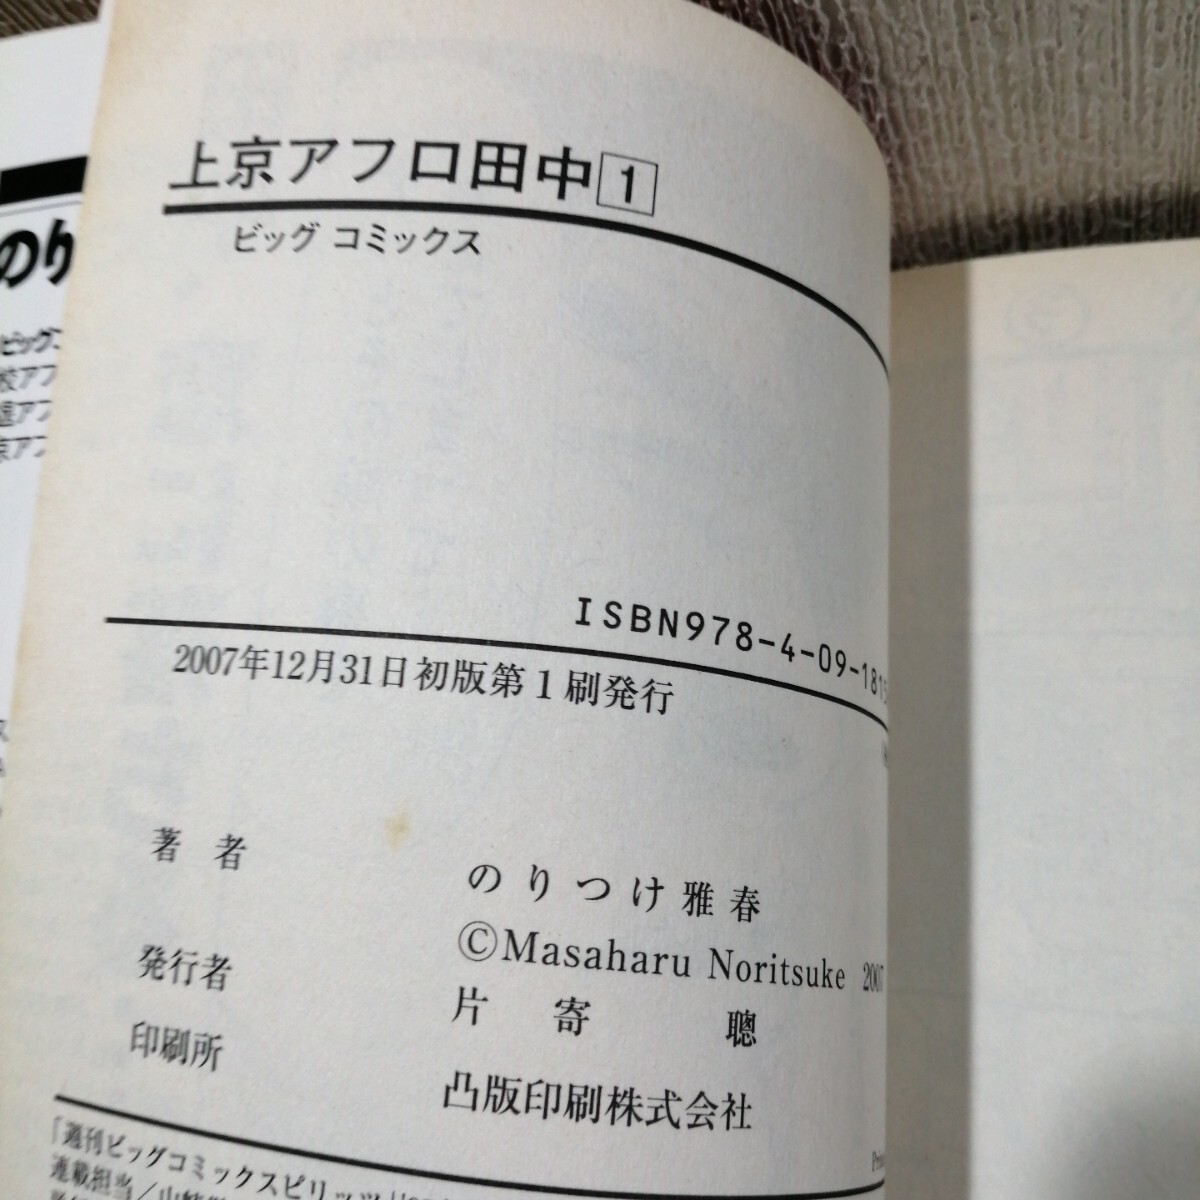 上京アフロ田中 1
ビッグ コミックス
ISBN978-4-09-181
2007年12月31日初版第1刷発行
著 者
のりつけ雅春
©Masaharu Noritsuke 2007
発行者
片 寄 聰
印刷所
凸版印刷株式会社
「週刊ビッグコミックスピリッツ」
連載担当/山
のり
ビッグコ
校アフ
アフ
京アフ